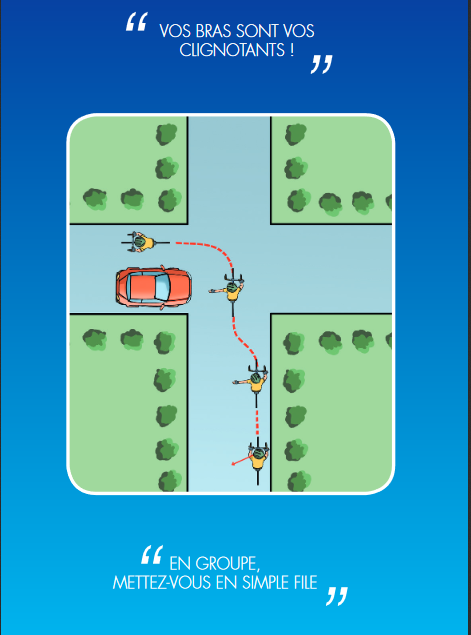 “ VOS BRAS SONT VOS
CLIGNOTANTS ! ”
“ EN GROUPE,
METTEZ-VOUS EN SIMPLE FILE ”